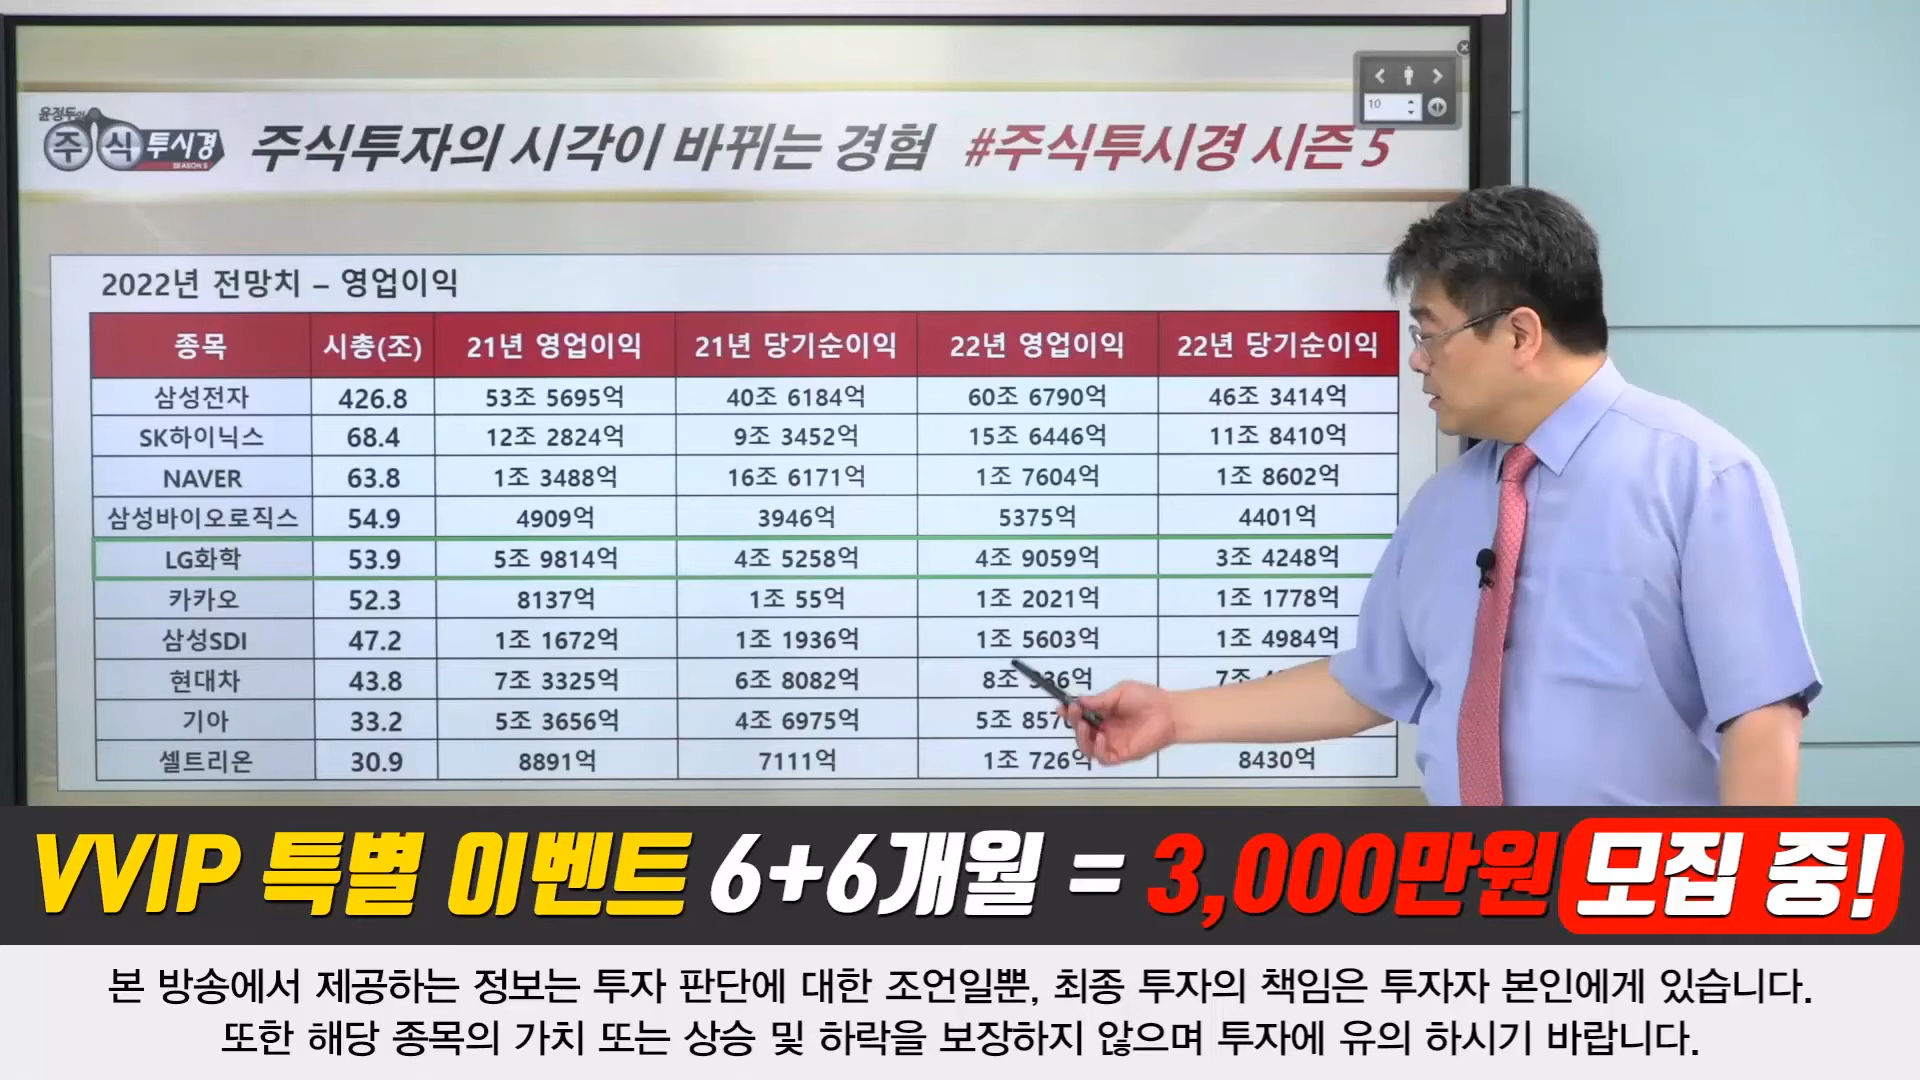 윤정두의
주식투시경
SEASON 5
주식투자의 시각이 바뀌는 경험 #주식투시경 시즌 5
10
2022년 전망치 – 영업이익
종목 시총(조) 21년 영업이익 21년 당기순이익 22년 영업이익 22년 당기순이익
삼성전자 426.8 53조 5695억 40조 6184억 60조 6790억 46조 3414억
SK하이닉스 68.4 12조 2824억 9조 3452억 15조 6446억 11조 8410억
NAVER 63.8 1조 3488억 16조 6171억 1조 7604억 1조 8602억
삼성바이오로직스 54.9 4909억 3946억 5375억 4401억
LG화학 53.9 5조 9814억 4조 5258억 4조 9059억 3조 4248억
카카오 52.3 8137억 1조 55억 1조 2021억 1조 1778억
삼성SDI 47.2 1조 1672억 1조 1936억 1조 5603억 1조 4984억
현대차 43.8 7조 3325억 6조 8082억 8조 7조
기아 33.2 5조 3656억 4조 6975억 5조
셀트리온 30.9 8891억 7111억 1조 726억 8430억
VVIP 특별 이벤트 6+6개월 = 3,000만원 모집 중!
본 방송에서 제공하는 정보는 투자 판단에 대한 조언일뿐, 최종 투자의 책임은 투자자 본인에게 있습니다.
또한 해당 종목의 가치 또는 상승 및 하락을 보장하지 않으며 투자에 유의 하시기 바랍니다.